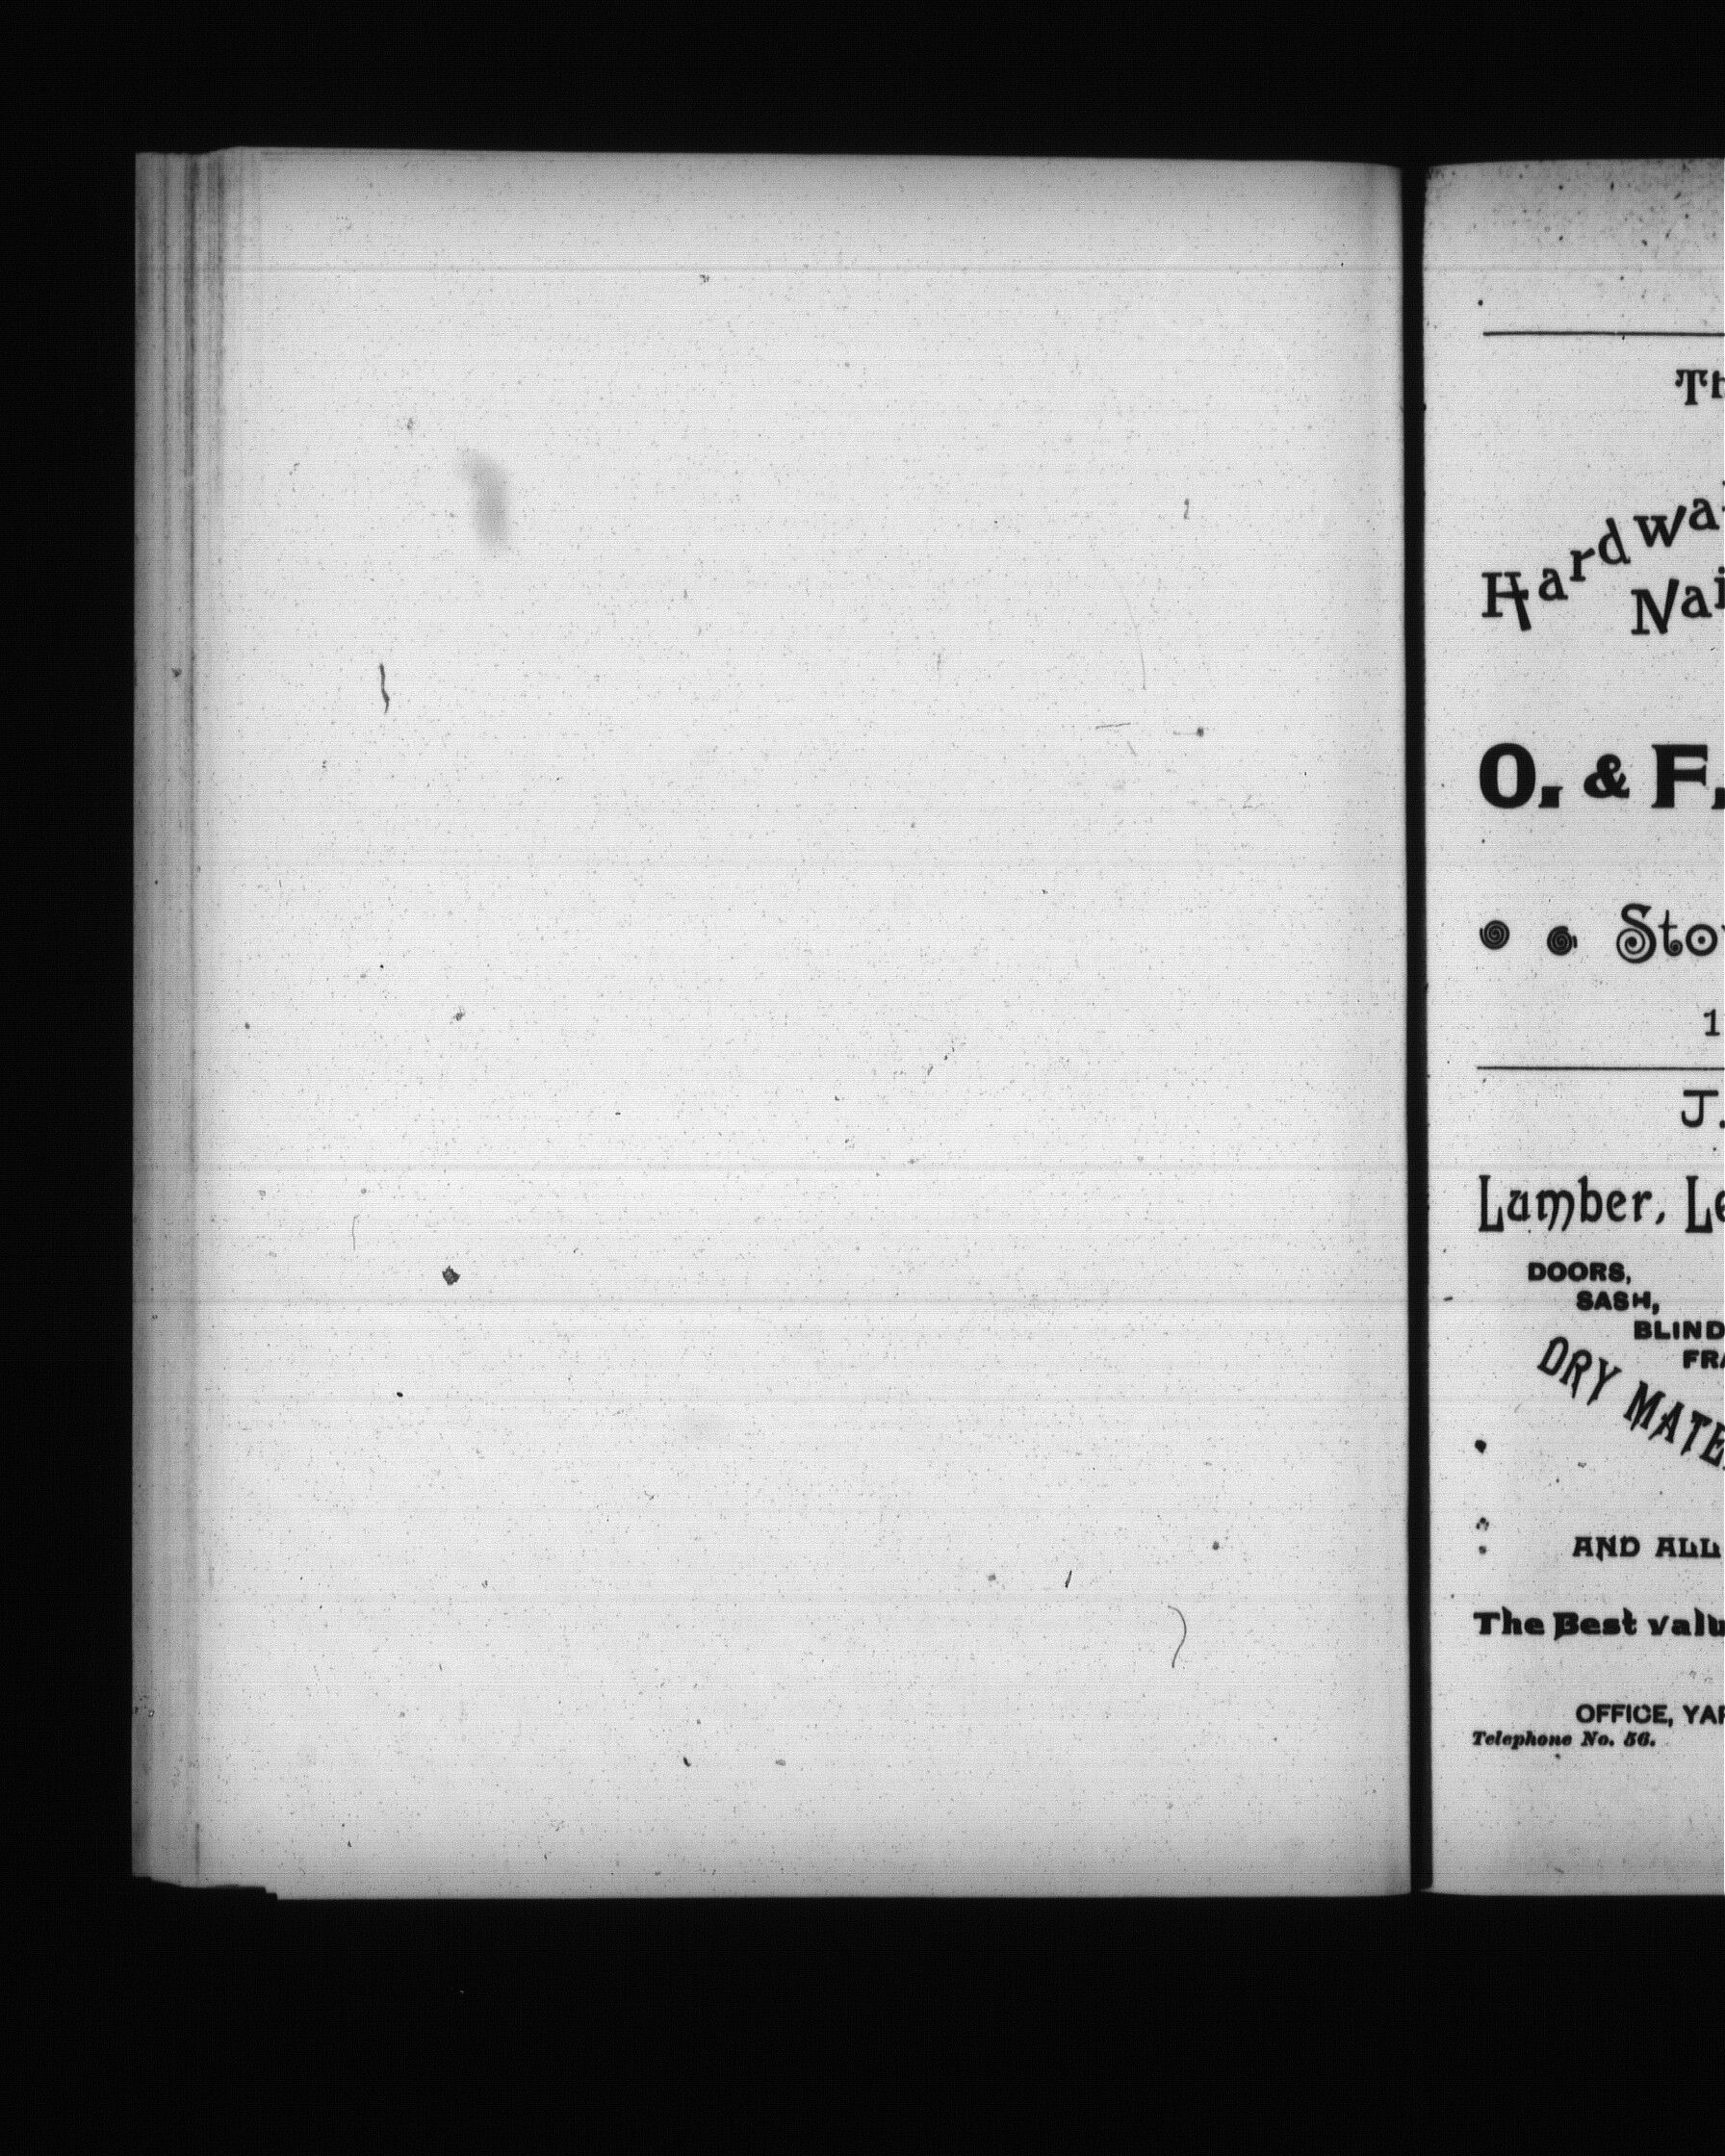 Hardwa
Nai
O. & F.
Sto
1
J.
Lumber, Le
DOORS,
SASH,
BLIND
FRA
DRY MATE
AND ALL
The Best valu
OFFICE, YAR
Telephone No. 56.